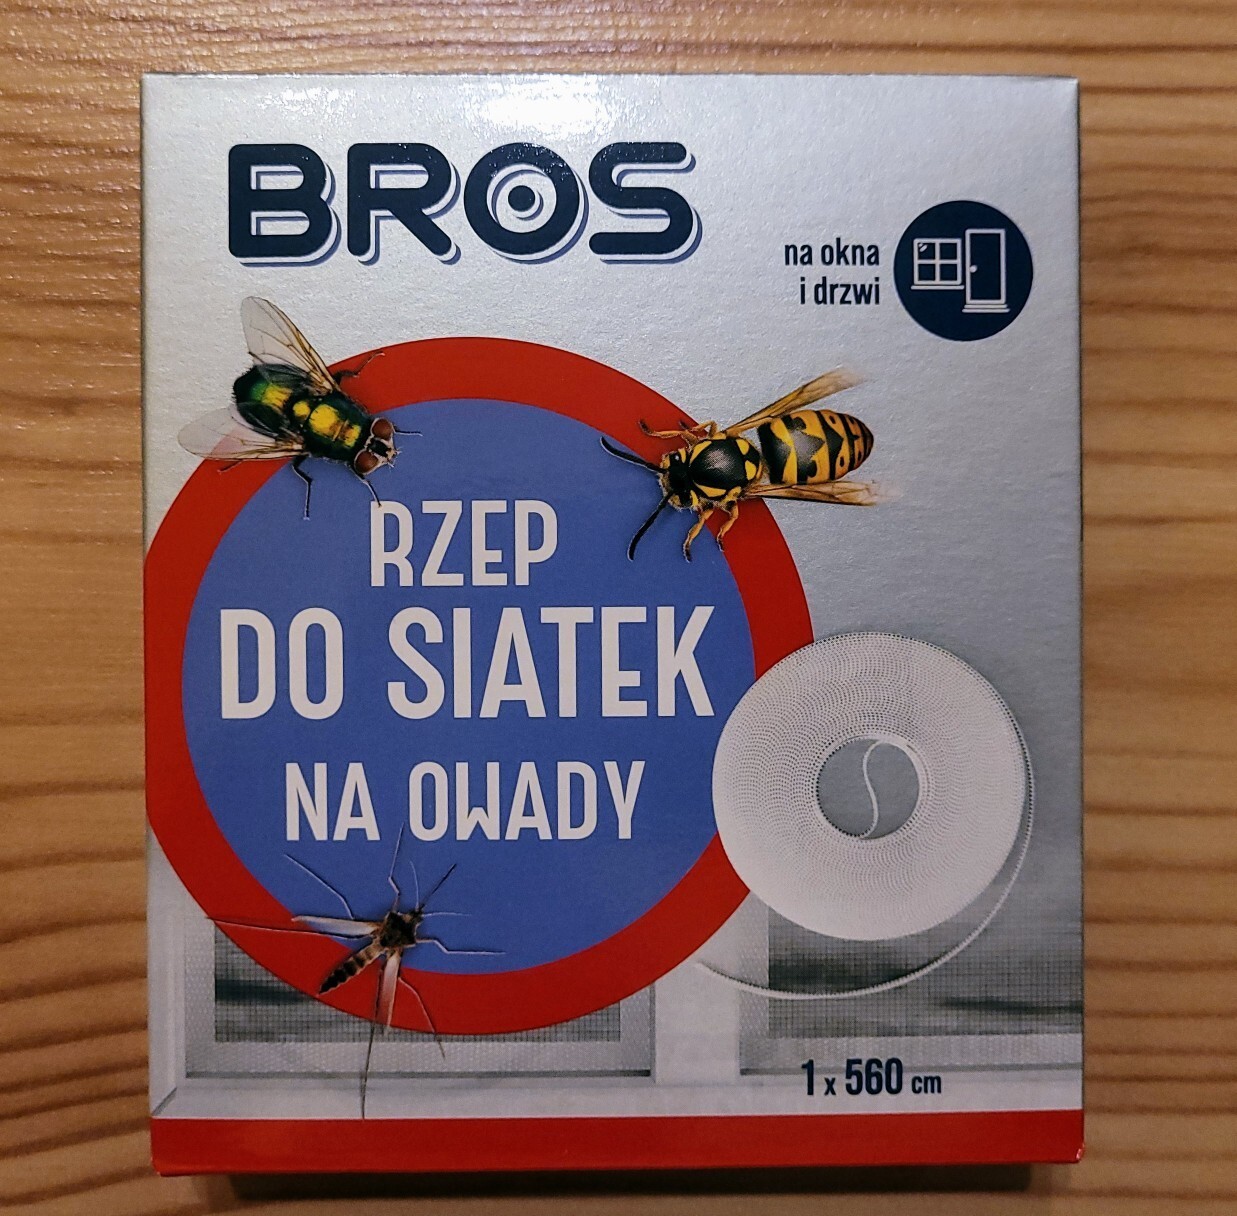 BROS
na okna
i drzwi
RZEP
DO SIATEK
NA OWADY
1 x 560 cm